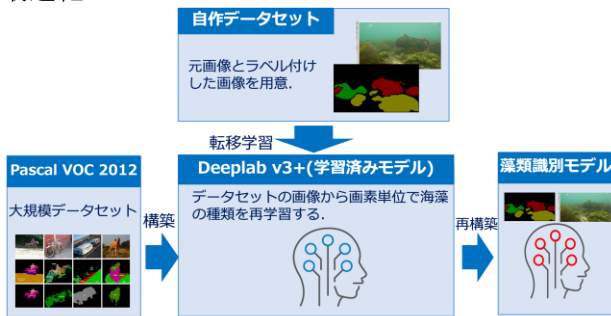 自作データセット
元画像とラベル付け
した画像を用意.
転移学習
Pascal VOC 2012
大規模データセット
構築
Deeplab v3+(学習済みモデル)
データセットの画像から画素単位で海藻
の種類を再学習する.
再構築
藻類識別モデル